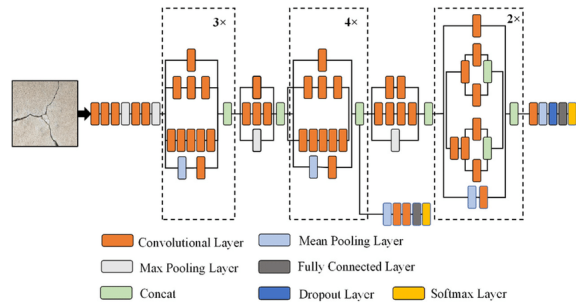 3×
4×
2×
Convolutional Layer
Mean Pooling Layer
Max Pooling Layer
Fully Connected Layer
Concat
Dropout Layer
Softmax Layer